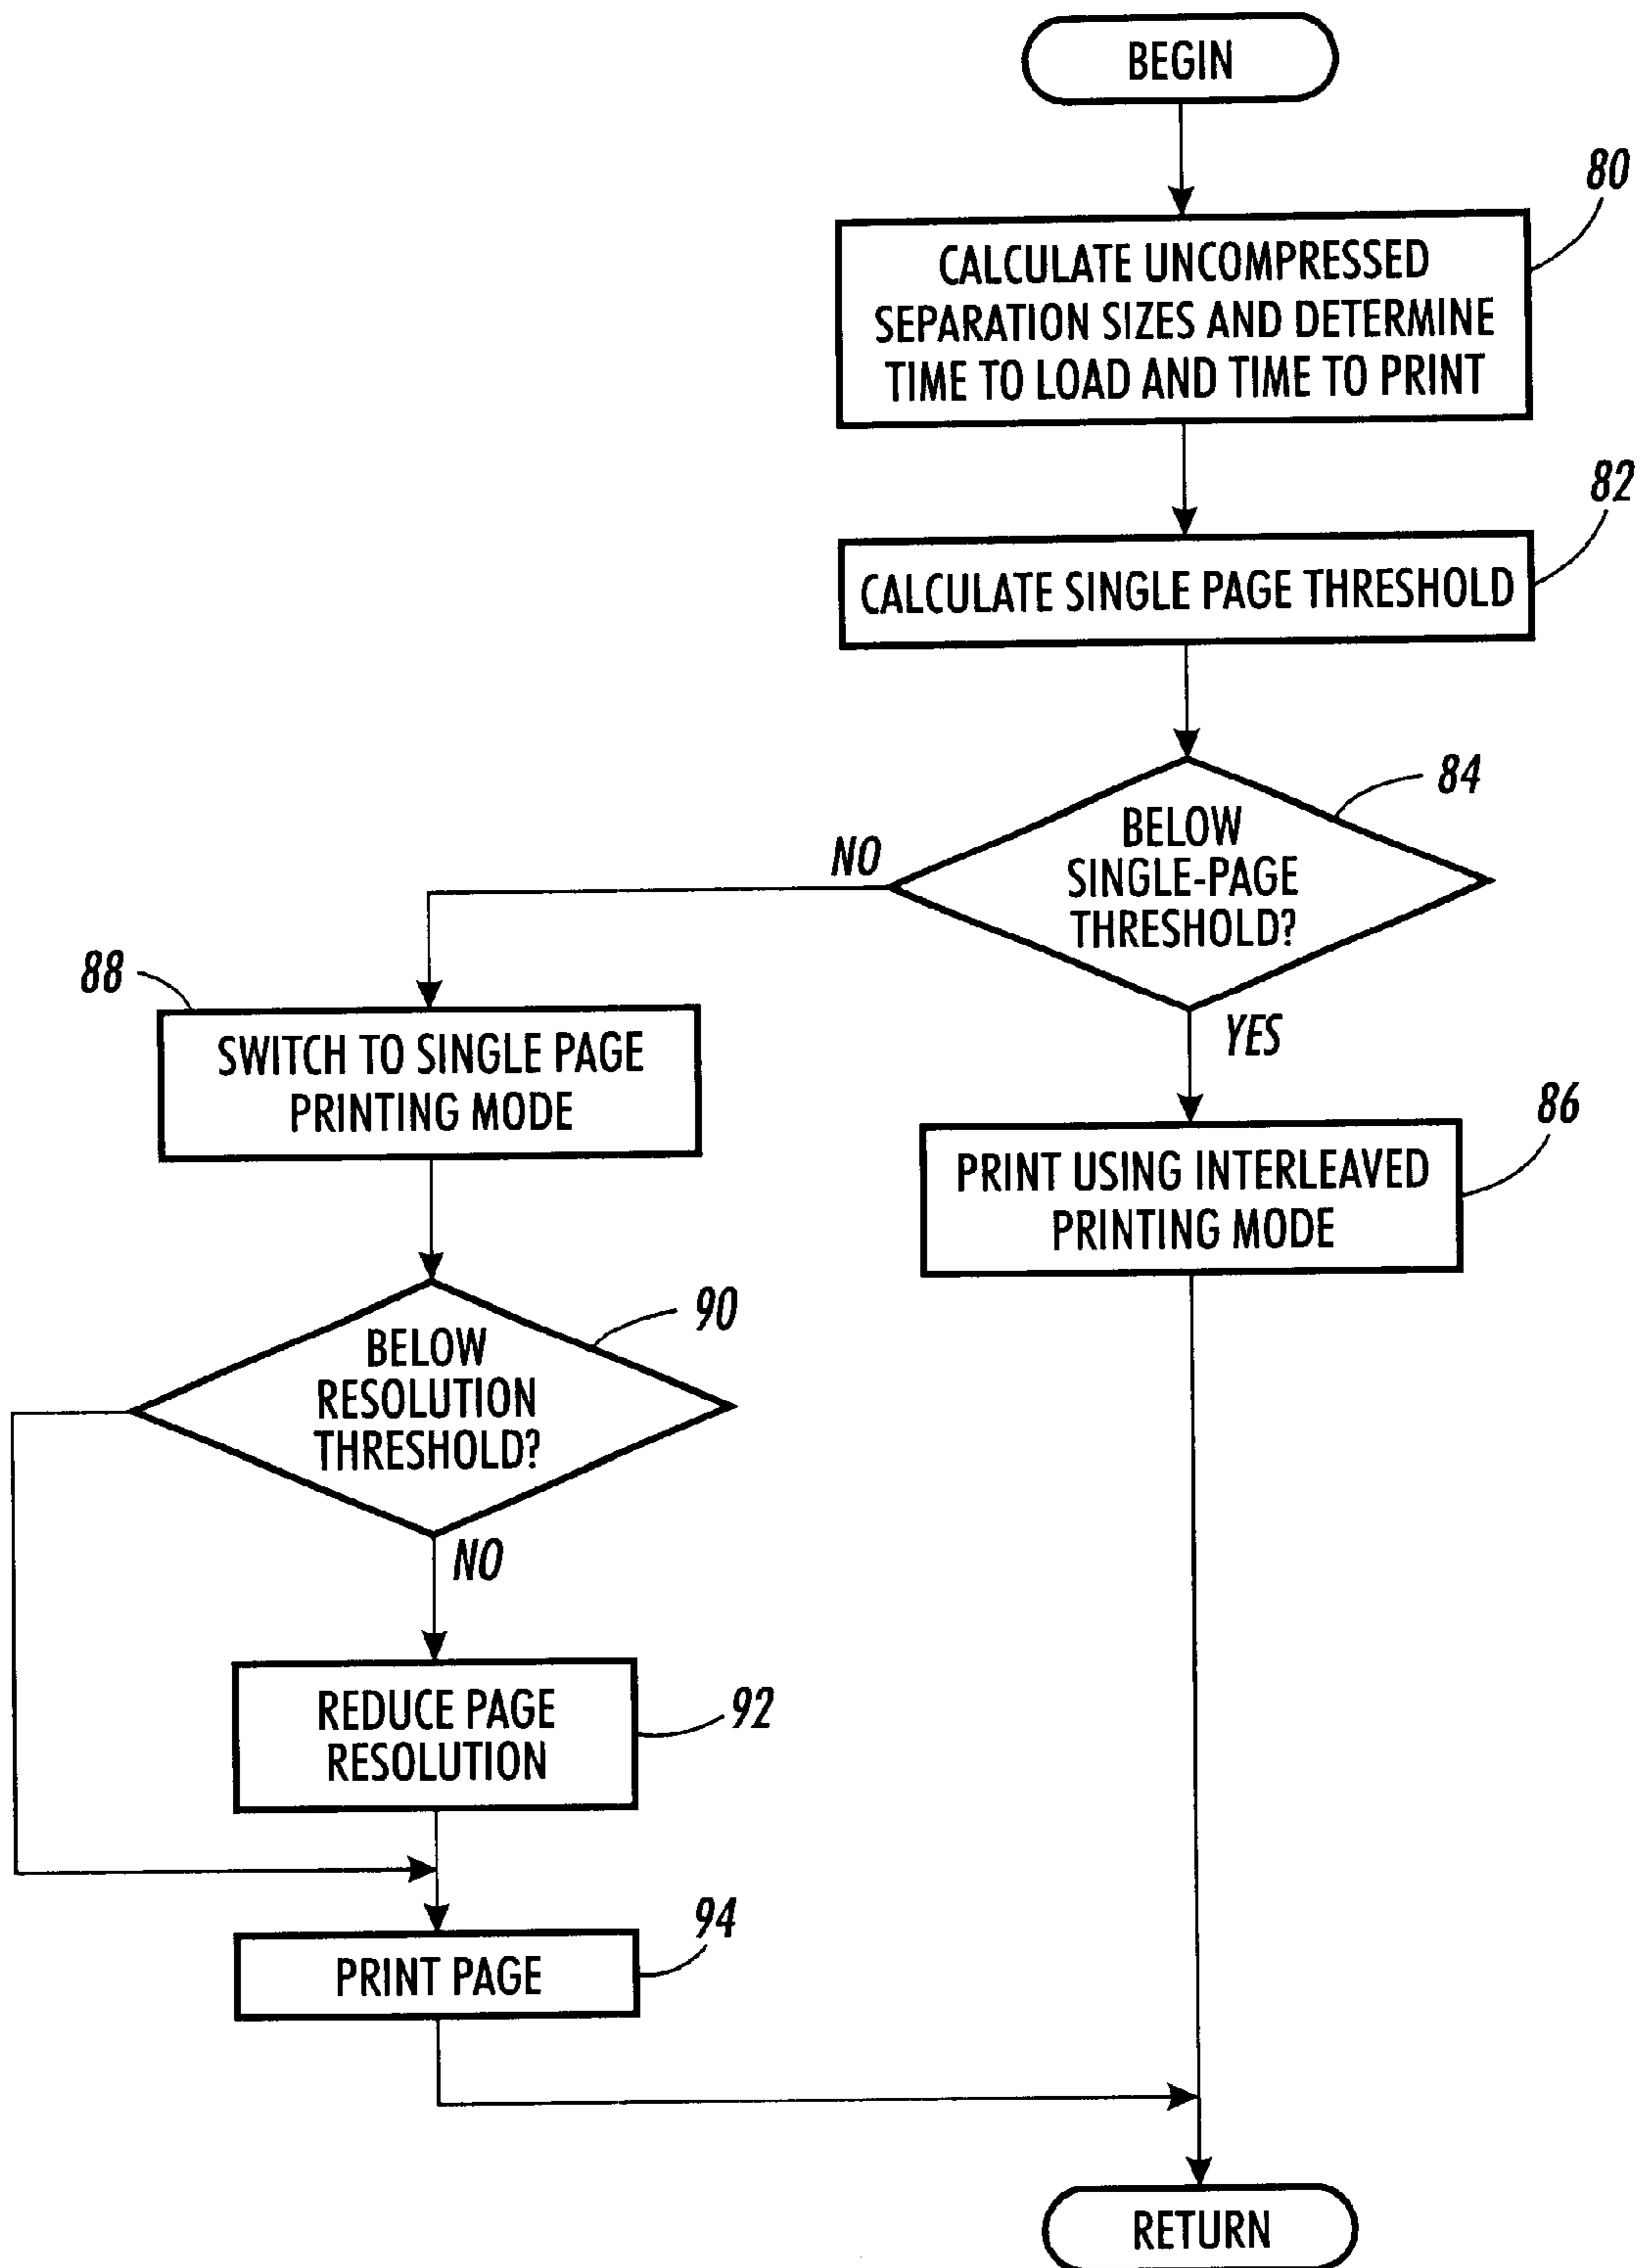 BEGIN
80
CALCULATE UNCOMPRESSED
SEPARATION SIZES AND DETERMINE
TIME TO LOAD AND TIME TO PRINT
82
CALCULATE SINGLE PAGE THRESHOLD
84
BELOW
SINGLE-PAGE
THRESHOLD?
NO
YES
88
SWITCH TO SINGLE PAGE
PRINTING MODE
86
PRINT USING INTERLEAVED
PRINTING MODE
90
BELOW
RESOLUTION
THRESHOLD?
NO
92
REDUCE PAGE
RESOLUTION
94
PRINT PAGE
RETURN